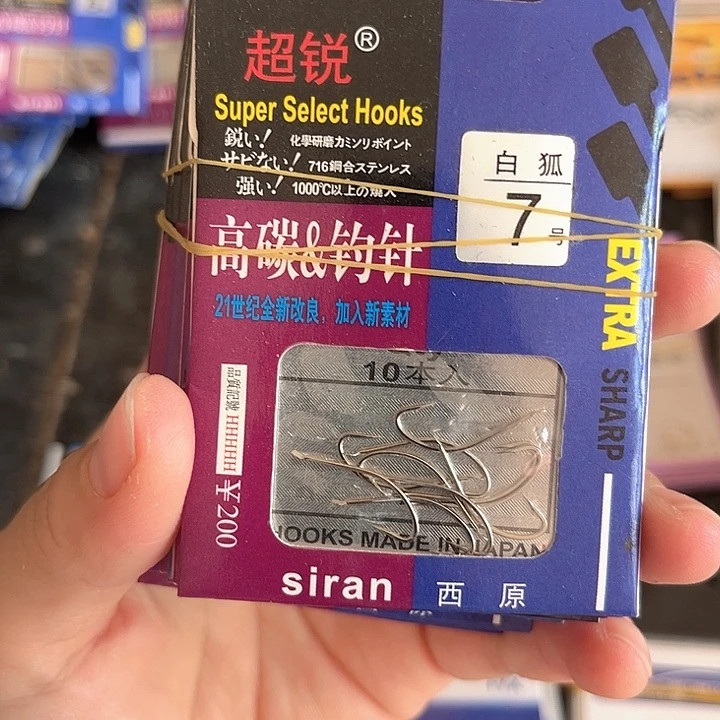 超锐®
Super Select Hooks
鋭い! 化學研磨カミソリポイント
サビない! 716鋼合ステンレス
強い! 1000℃以上の焼入
白狐
7号
高碳&钓针
21世纪全新改良，加入新素材
EXTRA SHARP
10本入
品質記號 HHHHH
¥200
HOOKS MADE IN JAPAN
siran 西原